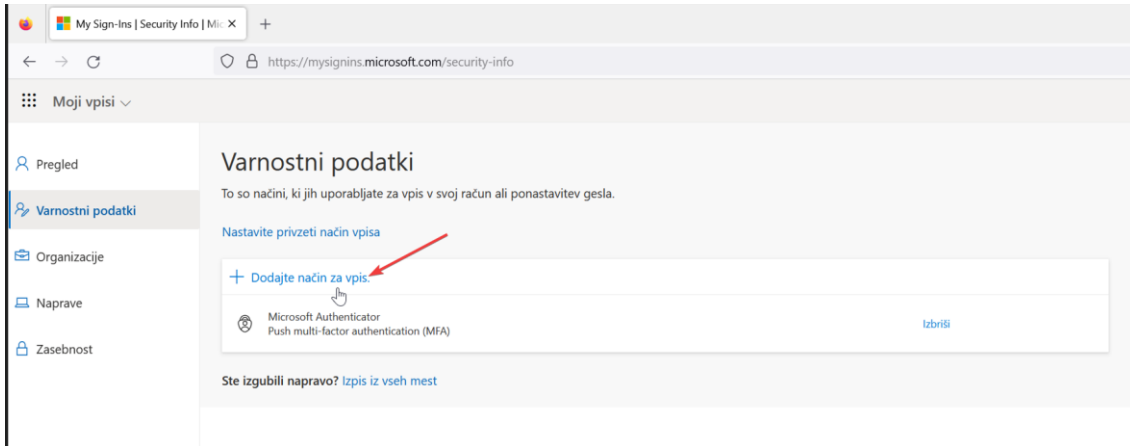 My Sign-Ins | Security Info | Mic
https://mysignins.microsoft.com/security-info
Moji vpisi
Pregled
Varnostni podatki
Organizacije
Naprave
Zasebnost
Varnostni podatki
To so načini, ki jih uporabljate za vpis v svoj račun ali ponastavitev gesla.
Nastavite privzeti način vpisa
Dodajte način za vpis.
Microsoft Authenticator
Push multi-factor authentication (MFA)
Izbriši
Ste izgubili napravo? Izpis iz vseh mest